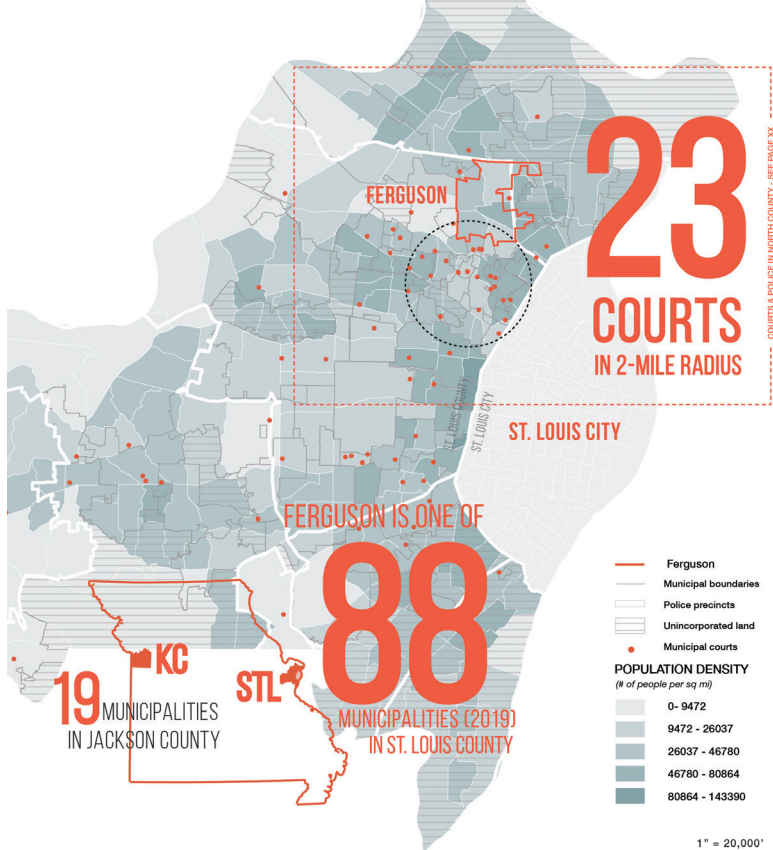 23
COURTS
IN 2-MILE RADIUS
COURTS & POLICE IN NORTH COUNTY - SEE PAGE XX
FERGUSON
ST. LOUIS COUNTY
ST. LOUIS CITY
ST. LOUIS CITY
FERGUSON IS ONE OF
88
MUNICIPALITIES (2019)
IN ST. LOUIS COUNTY
KC
STL
19 MUNICIPALITIES
IN JACKSON COUNTY
Ferguson
Municipal boundaries
Police precincts
Unincorporated land
Municipal courts
POPULATION DENSITY
(# of people per sq mi)
0- 9472
9472 - 26037
26037 - 46780
46780 - 80864
80864 - 143390
1" = 20,000'